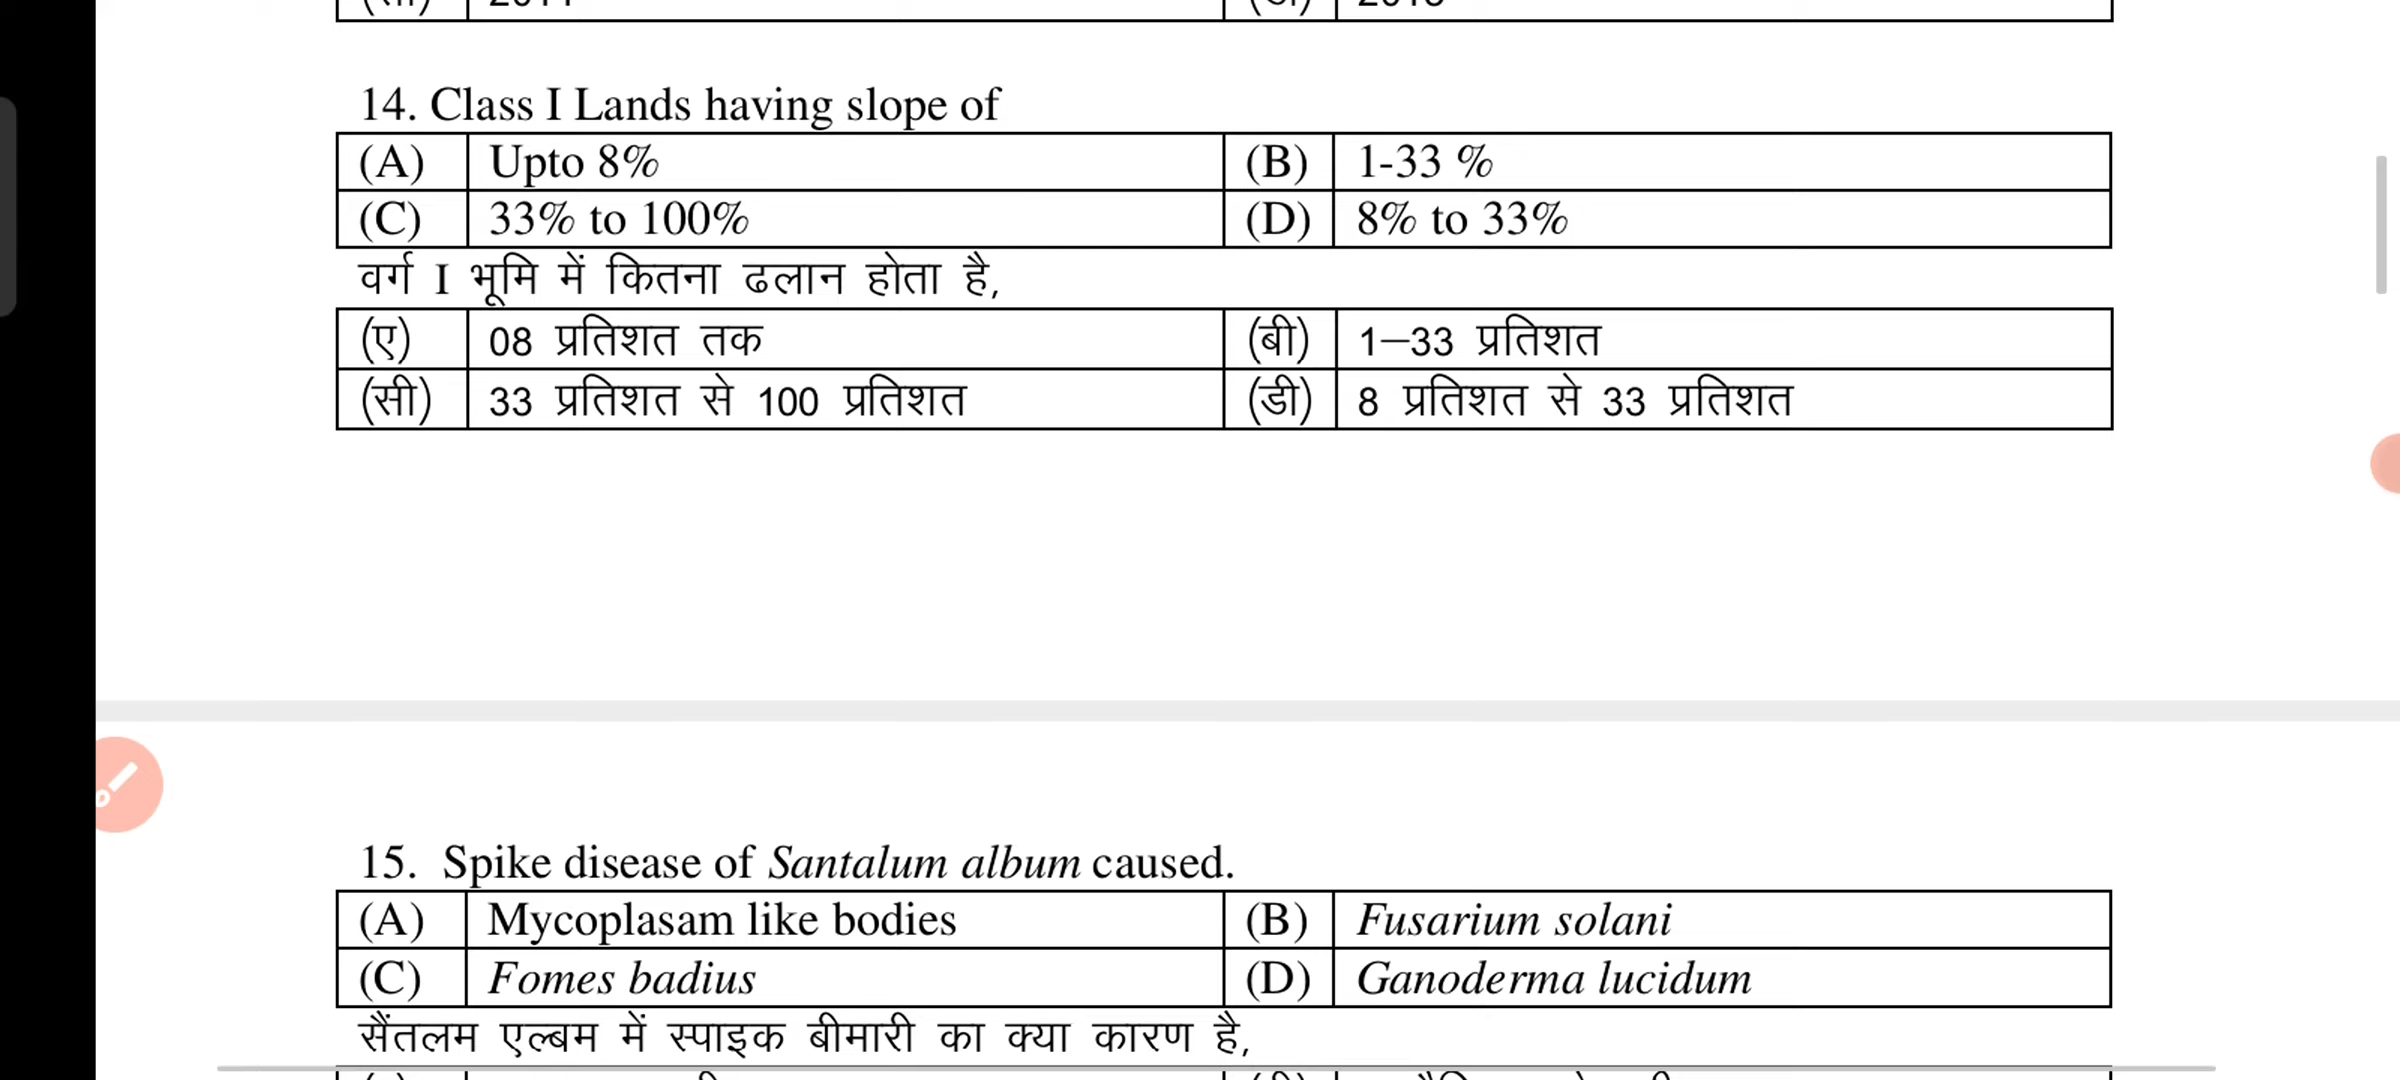 14. Class I Lands having slope of
(A) Upto 8% (B) 1-33 %
(C) 33% to 100% (D) 8% to 33%
वर्ग I भूमि में कितना ढलान होता है,
(ए) 08 प्रतिशत तक (बी) 1–33 प्रतिशत
(सी) 33 प्रतिशत से 100 प्रतिशत (डी) 8 प्रतिशत से 33 प्रतिशत
15. Spike disease of Santalum album caused.
(A) Mycoplasam like bodies (B) Fusarium solani
(C) Fomes badius (D) Ganoderma lucidum
सैंतलम एल्बम में स्पाइक बीमारी का क्या कारण है,